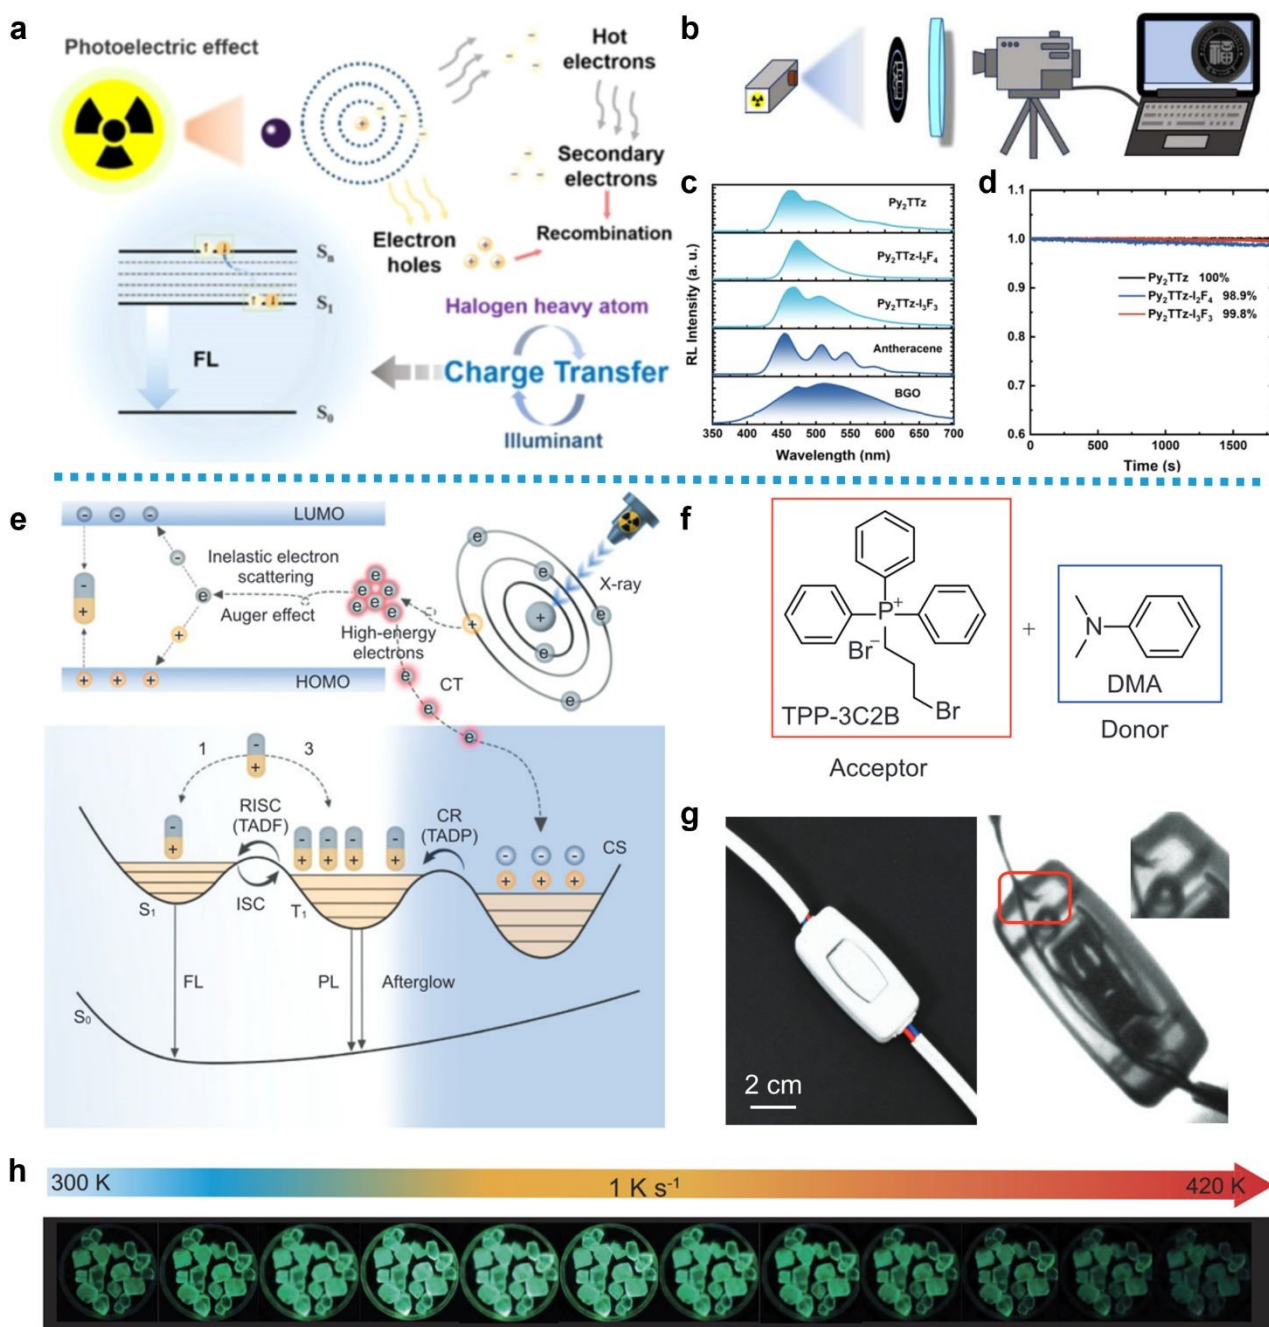 a
Photoelectric effect
Hot
electrons
Secondary
electrons
Recombination
Electron
holes
Halogen heavy atom
Charge Transfer
Illuminant
Sₙ
S₁
FL
S₀
b
福
c
Py₂TTz
Py₂TTz-I₂F₄
Py₂TTz-I₃F₃
Antheracene
BGO
RL Intensity (a. u.)
350 400 450 500 550 600 650 700
Wavelength (nm)
d
1.1
1.0
0.9
0.8
0.7
0.6
Py₂TTz 100%
Py₂TTz-I₂F₄ 98.9%
Py₂TTz-I₃F₃ 99.8%
0 500 1000 1500
Time (s)
e
LUMO
Inelastic electron
scattering
Auger effect
High-energy
electrons
X-ray
HOMO
CT
1 3
RISC
(TADF)
CR
(TADP)
CS
S₁
ISC
T₁
FL
PL
Afterglow
S₀
f
P⁺
Br⁻
Br
TPP-3C2B
Acceptor
+
N
DMA
Donor
g
2 cm
h
300 K
1 K s⁻¹
420 K